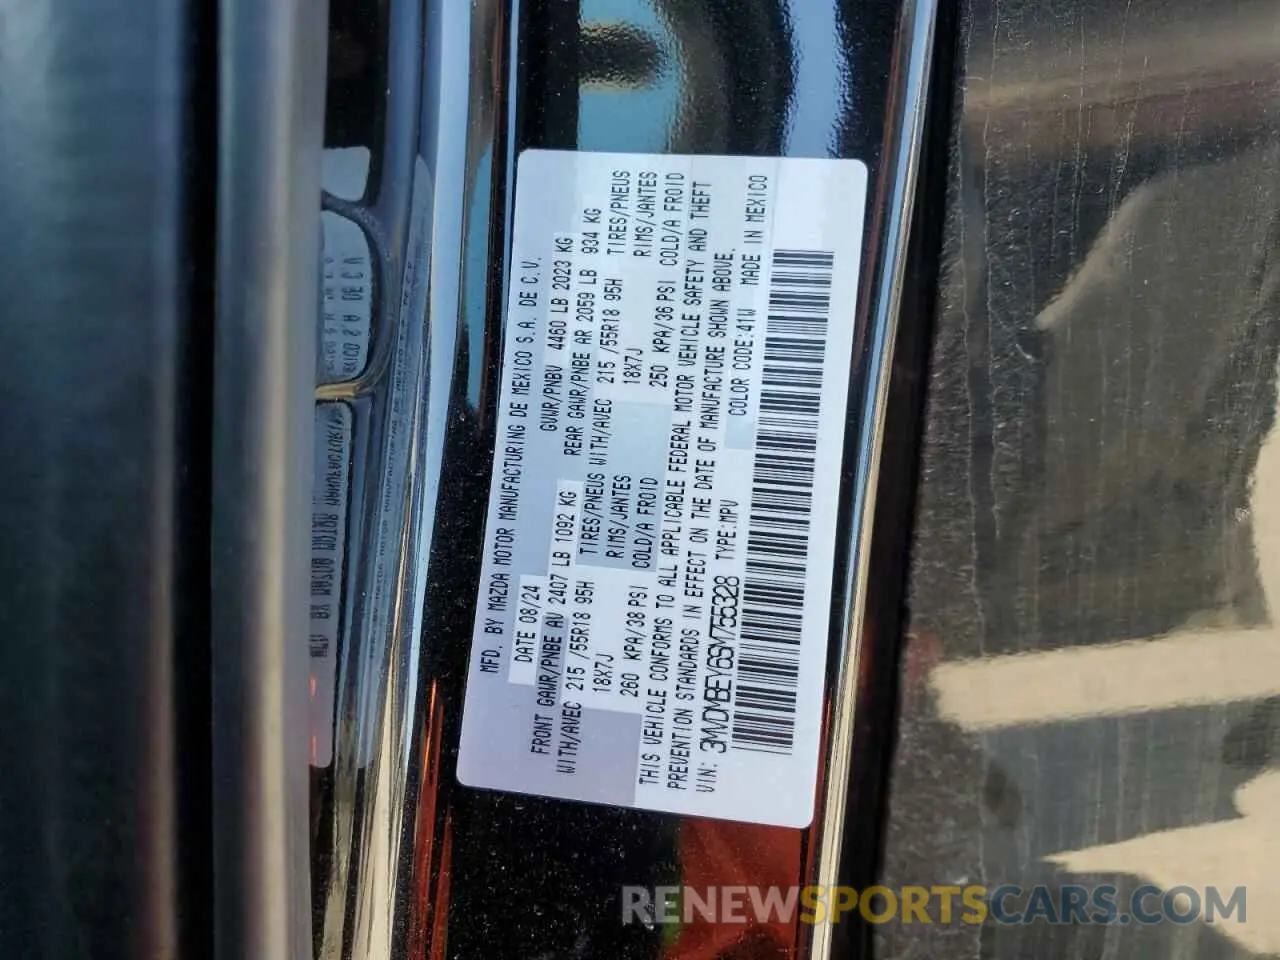 MFD. BY MAZDA MOTOR MANUFACTURING DE MEXICO S.A. DE C.V.
DATE 08/24 GVWR/PNBV 4460 LB 2023 KG
FRONT GAWR/PNBE AV 2407 LB 1092 KG REAR GAWR/PNBE AR 2059 LB 934 KG
WITH/AVEC 215 /55R18 95H TIRES/PNEUS WITH/AVEC 215 /55R18 95H TIRES/PNEUS
18X7J RIMS/JANTES 18X7J RIMS/JANTES
260 KPA/38 PSI COLD/A FROID 250 KPA/36 PSI COLD/A FROID
THIS VEHICLE CONFORMS TO ALL APPLICABLE FEDERAL MOTOR VEHICLE SAFETY AND THEFT
PREVENTION STANDARDS IN EFFECT ON THE DATE OF MANUFACTURE SHOWN ABOVE.
VIN: 3MVDMBEY6SM755328 TYPE:MPV COLOR CODE:41W MADE IN MEXICO
RENEWSPORTSCARS.COM